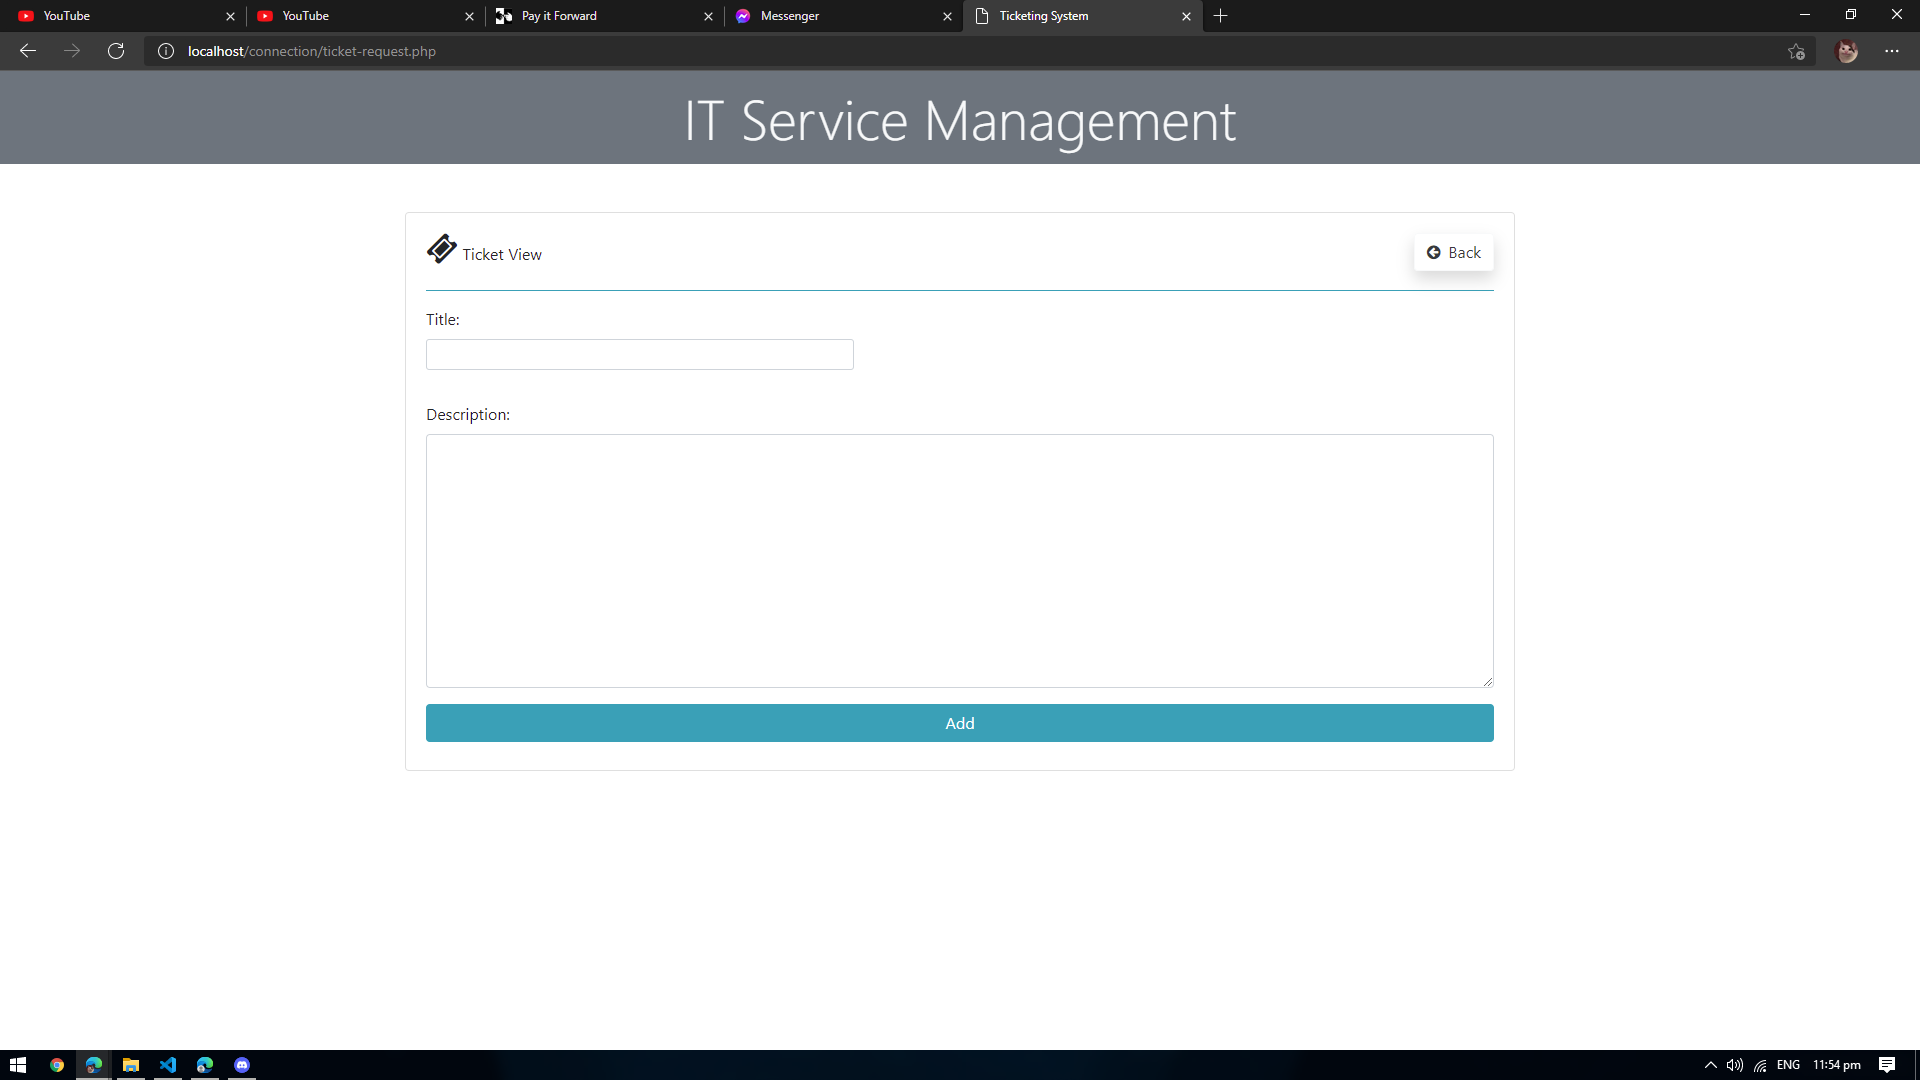 YouTube
YouTube
Pay it Forward
Messenger
Ticketing System
localhost/connection/ticket-request.php
IT Service Management
Ticket View
Back
Title:
Description:
Add
ENG
11:54 pm